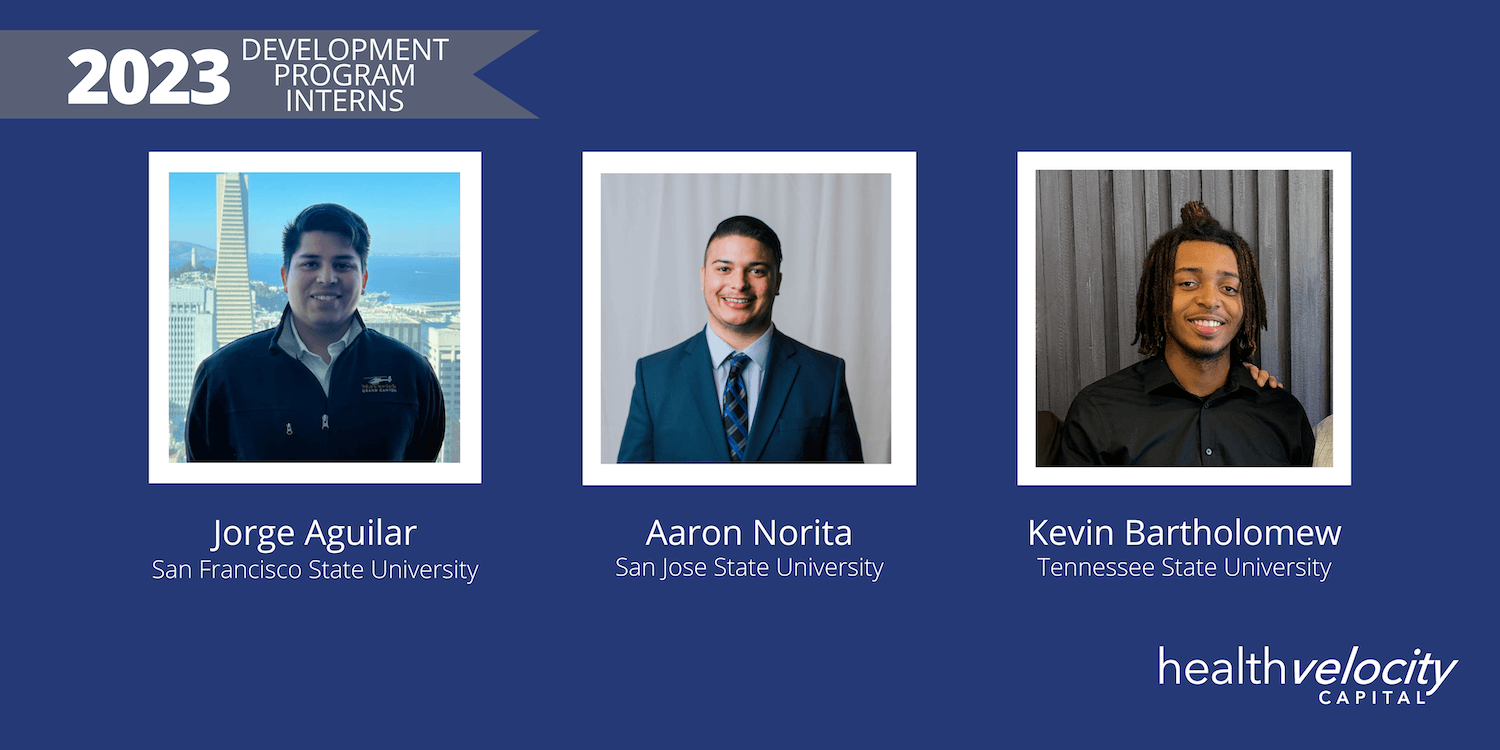 2023
DEVELOPMENT
PROGRAM
INTERNS
Jorge Aguilar
San Francisco State University
Aaron Norita
San Jose State University
Kevin Bartholomew
Tennessee State University
healthvelocity
CAPITAL